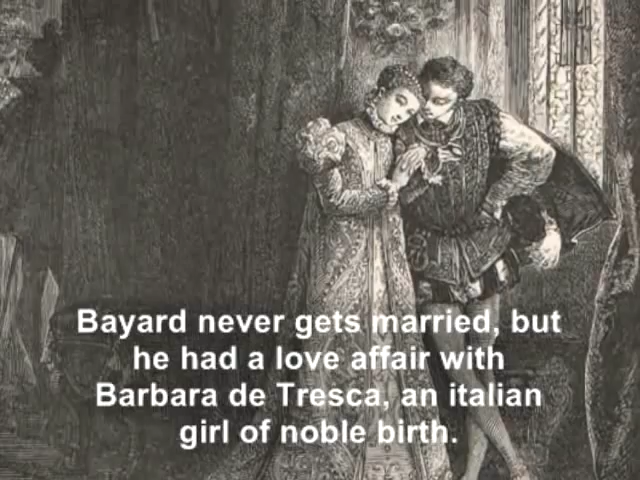 Bayard never gets married, but
he had a love affair with
Barbara de Tresca, an italian
girl of noble birth.